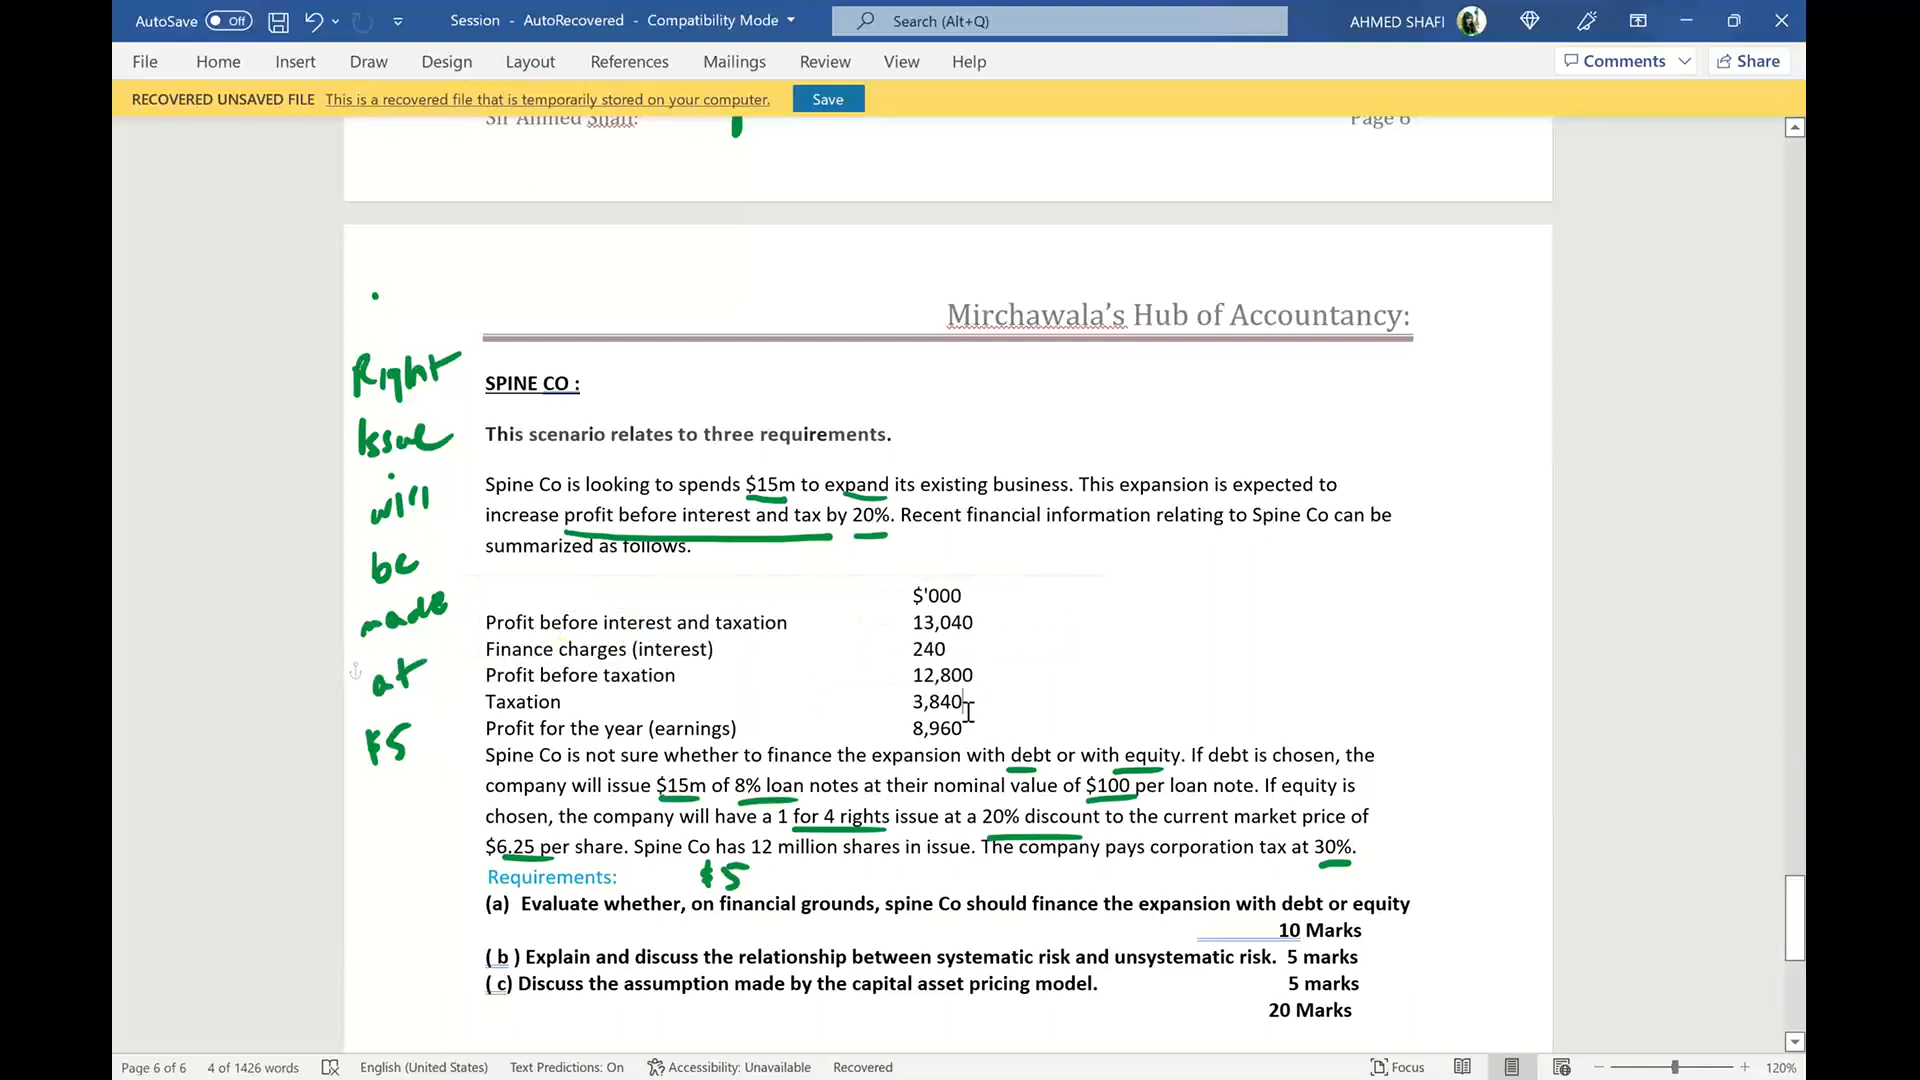 AutoSave Off Session - AutoRecovered - Compatibility Mode Search (Alt+Q) AHMED SHAFI
File Home Insert Draw Design Layout References Mailings Review View Help Comments Share
RECOVERED UNSAVED FILE This is a recovered file that is temporarily stored on your computer. Save
Sir Ahmed Shafi: Page 6
Mirchawala’s Hub of Accountancy:
Right
Issue
will
be
made
at
$5
SPINE CO :
This scenario relates to three requirements.
Spine Co is looking to spends $15m to expand its existing business. This expansion is expected to
increase profit before interest and tax by 20%. Recent financial information relating to Spine Co can be
summarized as follows.
$'000
Profit before interest and taxation 13,040
Finance charges (interest) 240
Profit before taxation 12,800
Taxation 3,840
Profit for the year (earnings) 8,960
Spine Co is not sure whether to finance the expansion with debt or with equity. If debt is chosen, the
company will issue $15m of 8% loan notes at their nominal value of $100 per loan note. If equity is
chosen, the company will have a 1 for 4 rights issue at a 20% discount to the current market price of
$6.25 per share. Spine Co has 12 million shares in issue. The company pays corporation tax at 30%.
Requirements: $5
(a) Evaluate whether, on financial grounds, spine Co should finance the expansion with debt or equity
10 Marks
( b ) Explain and discuss the relationship between systematic risk and unsystematic risk. 5 marks
( c) Discuss the assumption made by the capital asset pricing model. 5 marks
20 Marks
Page 6 of 6 4 of 1426 words English (United States) Text Predictions: On Accessibility: Unavailable Recovered Focus 120%